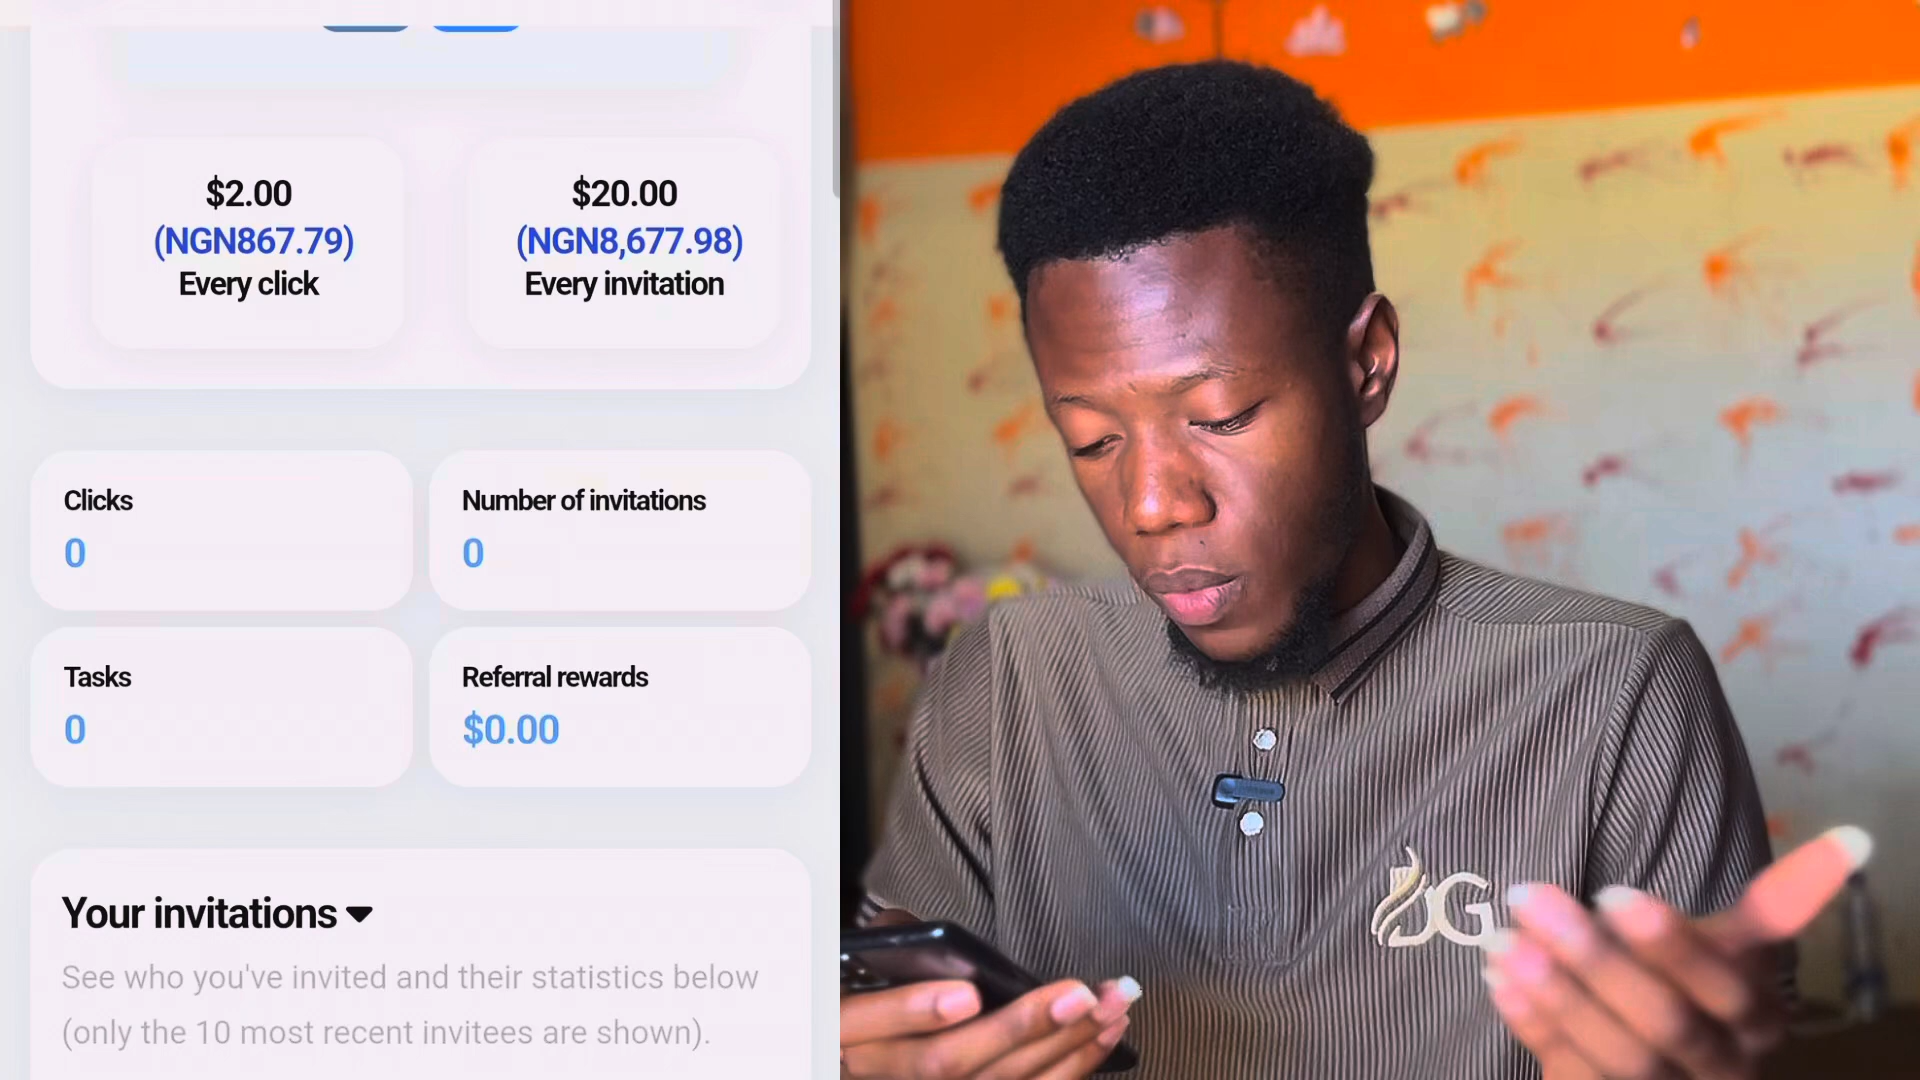 $2.00
(NGN867.79)
Every click
$20.00
(NGN8,677.98)
Every invitation
Clicks
0
Number of invitations
0
Tasks
0
Referral rewards
$0.00
Your invitations
See who you've invited and their statistics below
(only the 10 most recent invitees are shown).
JG